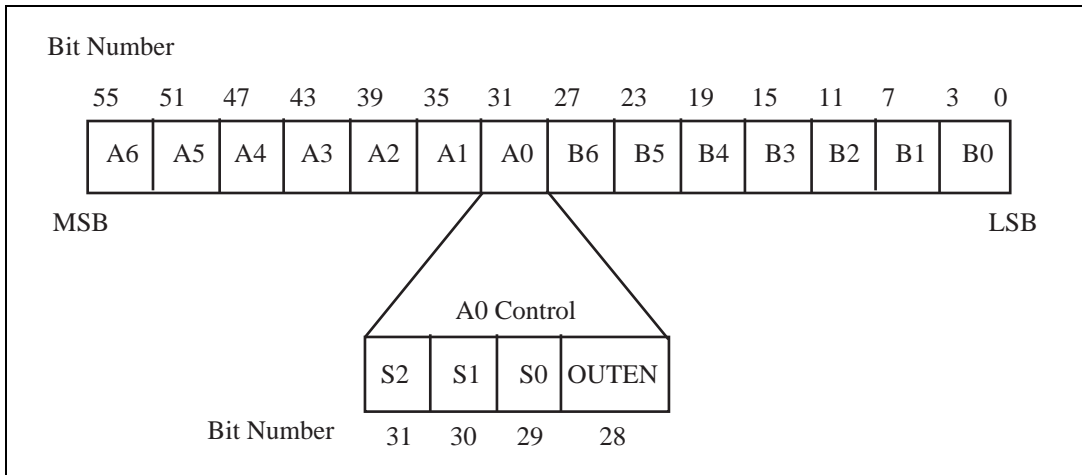 Bit Number
55 51 47 43 39 35 31 27 23 19 15 11 7 3 0
A6 A5 A4 A3 A2 A1 A0 B6 B5 B4 B3 B2 B1 B0
MSB LSB
A0 Control
S2 S1 S0 OUTEN
Bit Number 31 30 29 28